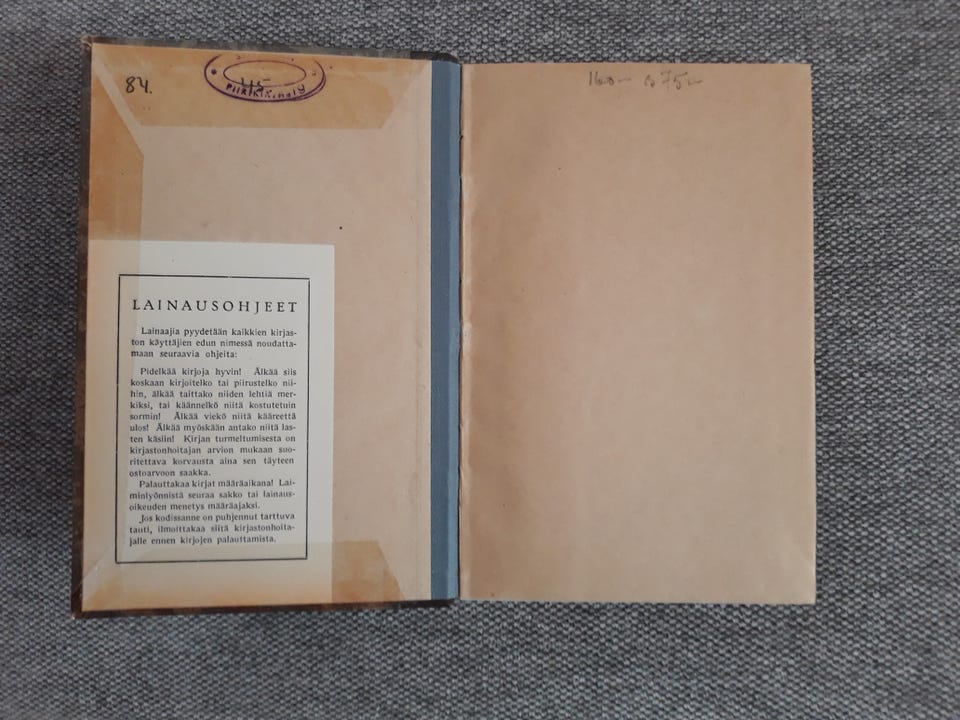 84.
45
LAINAUSOHJEET
Lainaajia pyydetään kaikkien kirjas-
ton käyttäjien edun nimessä noudatta-
maan seuraavia ohjeita:
Pidelkää kirjoja hyvin! Älkää siis
koskaan kirjoitelko tai piirustelko nii-
hin, älkää taittako niiden lehtiä mer-
kiksi, tai käännelkö niitä kostutetuin
sormin! Älkää viekö niitä kääreettä
ulos! Älkää myöskään antako niitä las-
ten käsiin! Kirjan turmeltumisesta on
kirjastonhoitajan arvion mukaan suo-
ritettava korvausta aina sen täyteen
ostoarvoon saakka.
Palauttakaa kirjat määräaikana! Lai-
minlyönnistä seuraa sakko tai lainaus-
oikeuden menetys määräajaksi.
Jos kodissanne on puhjennut tarttuva
tauti, ilmoittakaa siitä kirjastonhoita-
jalle ennen kirjojen palauttamista.